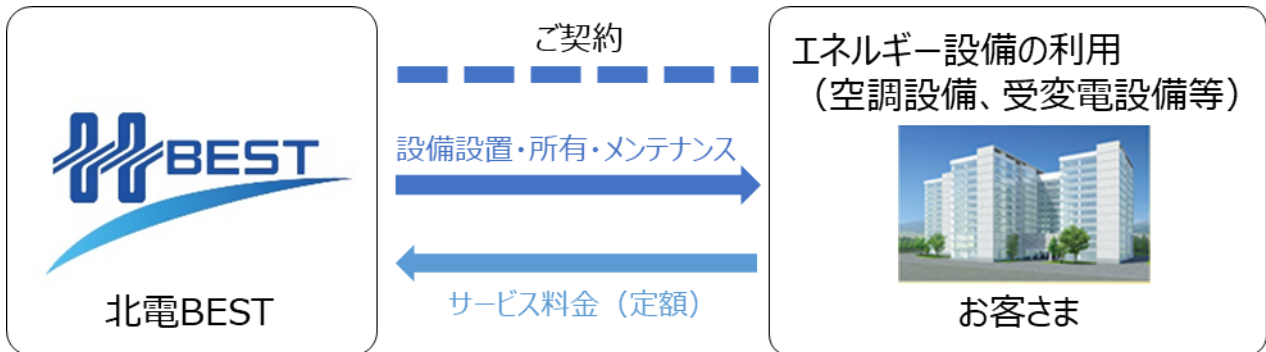 BEST
北電BEST
ご契約
設備設置・所有・メンテナンス
サービス料金（定額）
エネルギー設備の利用
（空調設備、受変電設備等）
お客さま